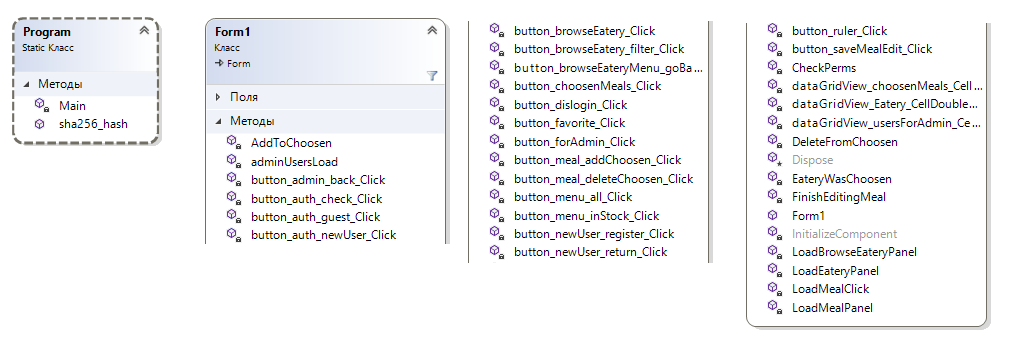 Program
Static Класс
Методы
Main
sha256_hash
Form1
Класс
Form
Поля
Методы
AddToChoosen
adminUsersLoad
button_admin_back_Click
button_auth_check_Click
button_auth_guest_Click
button_auth_newUser_Click
button_browseEatery_Click
button_browseEatery_filter_Click
button_browseEateryMenu_goBa...
button_choosenMeals_Click
button_dislogin_Click
button_favorite_Click
button_forAdmin_Click
button_meal_addChoosen_Click
button_meal_deleteChoosen_Click
button_menu_all_Click
button_menu_inStock_Click
button_newUser_register_Click
button_newUser_return_Click
button_ruler_Click
button_saveMealEdit_Click
CheckPerms
dataGridView_choosenMeals_Cell...
dataGridView_Eatery_CellDouble...
dataGridView_usersForAdmin_Ce...
DeleteFromChoosen
Dispose
EateryWasChoosen
FinishEditingMeal
Form1
InitializeComponent
LoadBrowseEateryPanel
LoadEateryPanel
LoadMealClick
LoadMealPanel